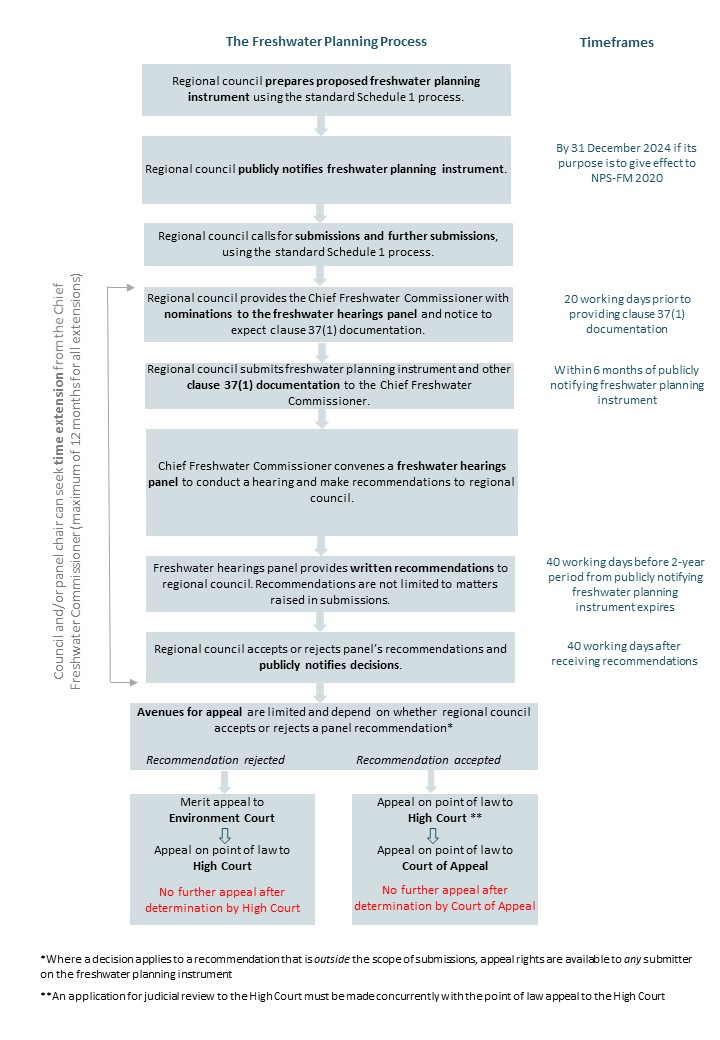 The Freshwater Planning Process
Timeframes
Regional council prepares proposed freshwater planning
instrument using the standard Schedule 1 process.
Regional council publicly notifies freshwater planning instrument.
By 31 December 2024 if its
purpose is to give effect to
NPS-FM 2020
Regional council calls for submissions and further submissions,
using the standard Schedule 1 process.
Council and/or panel chair can seek time extension from the Chief
Freshwater Commissioner (maximum of 12 months for all extensions)
Regional council provides the Chief Freshwater Commissioner with
nominations to the freshwater hearings panel and notice to
expect clause 37(1) documentation.
20 working days prior to
providing clause 37(1)
documentation
Regional council submits freshwater planning instrument and other
clause 37(1) documentation to the Chief Freshwater
Commissioner.
Within 6 months of publicly
notifying freshwater planning
instrument
Chief Freshwater Commissioner convenes a freshwater hearings
panel to conduct a hearing and make recommendations to regional
council.
Freshwater hearings panel provides written recommendations to
regional council. Recommendations are not limited to matters
raised in submissions.
40 working days before 2-year
period from publicly notifying
freshwater planning
instrument expires
Regional council accepts or rejects panel's recommendations and
publicly notifies decisions.
40 working days after
receiving recommendations
Avenues for appeal are limited and depend on whether regional council
accepts or rejects a panel recommendation*
Recommendation rejected
Recommendation accepted
Merit appeal to
Environment Court
Appeal on point of law to
High Court
No further appeal after
determination by High Court
Appeal on point of law to
High Court **
Appeal on point of law to
Court of Appeal
No further appeal after
determination by Court of Appeal
*Where a decision applies to a recommendation that is outside the scope of submissions, appeal rights are available to any submitter
on the freshwater planning instrument
**An application for judicial review to the High Court must be made concurrently with the point of law appeal to the High Court